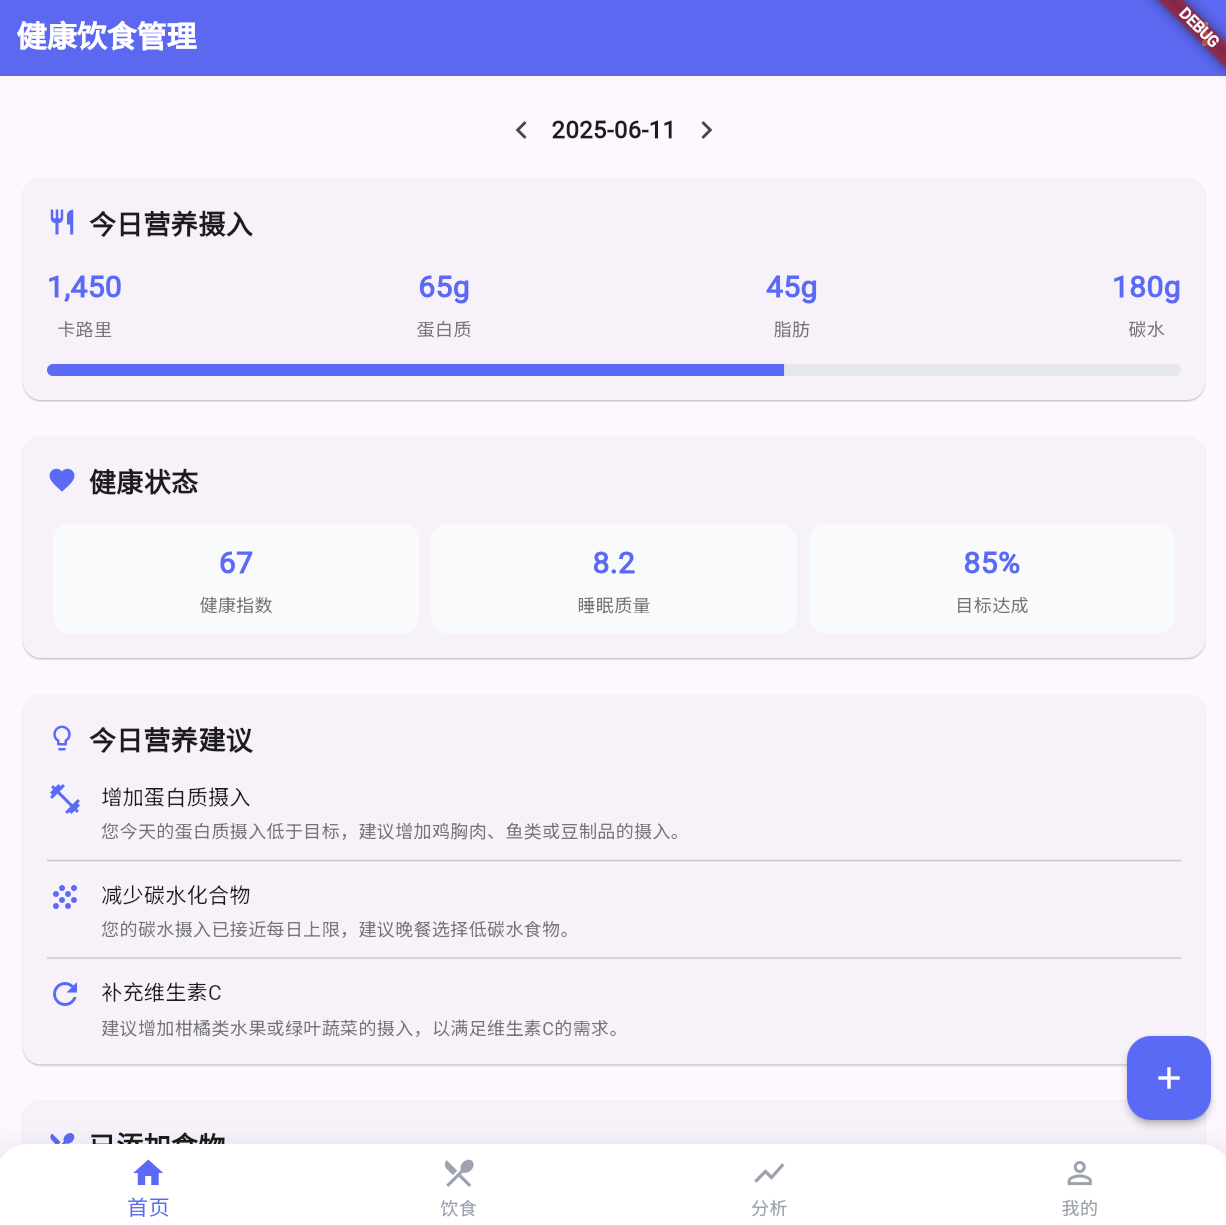 健康饮食管理
DEBUG
2025-06-11
今日营养摄入
1,450 65g 45g 180g
卡路里 蛋白质 脂肪 碳水
健康状态
67 8.2 85%
健康指数 睡眠质量 目标达成
今日营养建议
增加蛋白质摄入
您今天的蛋白质摄入低于目标，建议增加鸡胸肉、鱼类或豆制品的摄入。
减少碳水化合物
您的碳水摄入已接近每日上限，建议晚餐选择低碳水食物。
补充维生素C
建议增加柑橘类水果或绿叶蔬菜的摄入，以满足维生素C的需求。
已添加食物
首页 饮食 分析 我的